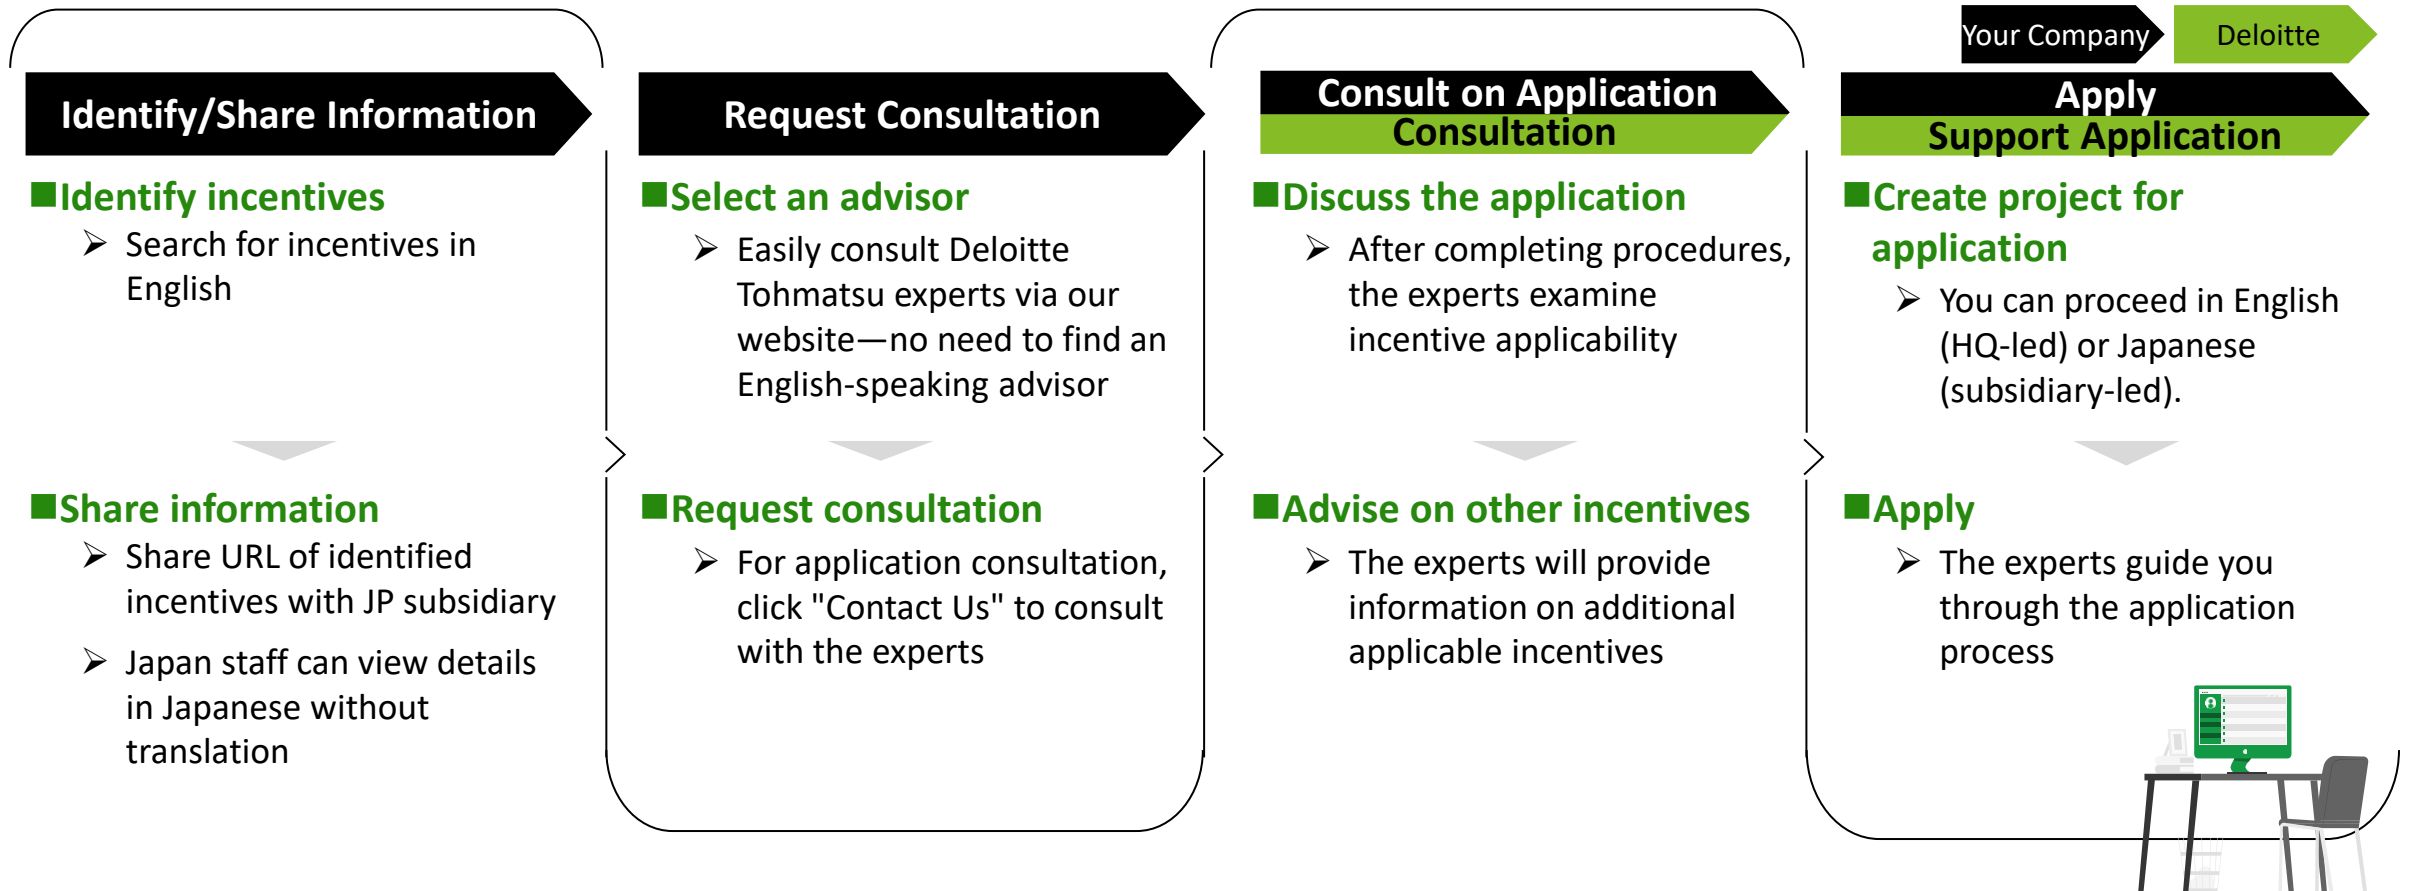 Your Company
Deloitte
Identify/Share Information
■Identify incentives
➢ Search for incentives in
English
■Share information
➢ Share URL of identified
incentives with JP subsidiary
➢ Japan staff can view details
in Japanese without
translation
Request Consultation
■Select an advisor
➢ Easily consult Deloitte
Tohmatsu experts via our
website—no need to find an
English-speaking advisor
■Request consultation
➢ For application consultation,
click "Contact Us" to consult
with the experts
Consult on Application
Consultation
■Discuss the application
➢ After completing procedures,
the experts examine
incentive applicability
■Advise on other incentives
➢ The experts will provide
information on additional
applicable incentives
Apply
Support Application
■Create project for
application
➢ You can proceed in English
(HQ-led) or Japanese
(subsidiary-led).
■Apply
➢ The experts guide you
through the application
process